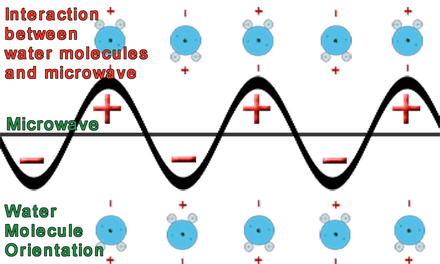 Interaction
between
water molecules
and microwave
Microwave
Water
Molecule
Orientation